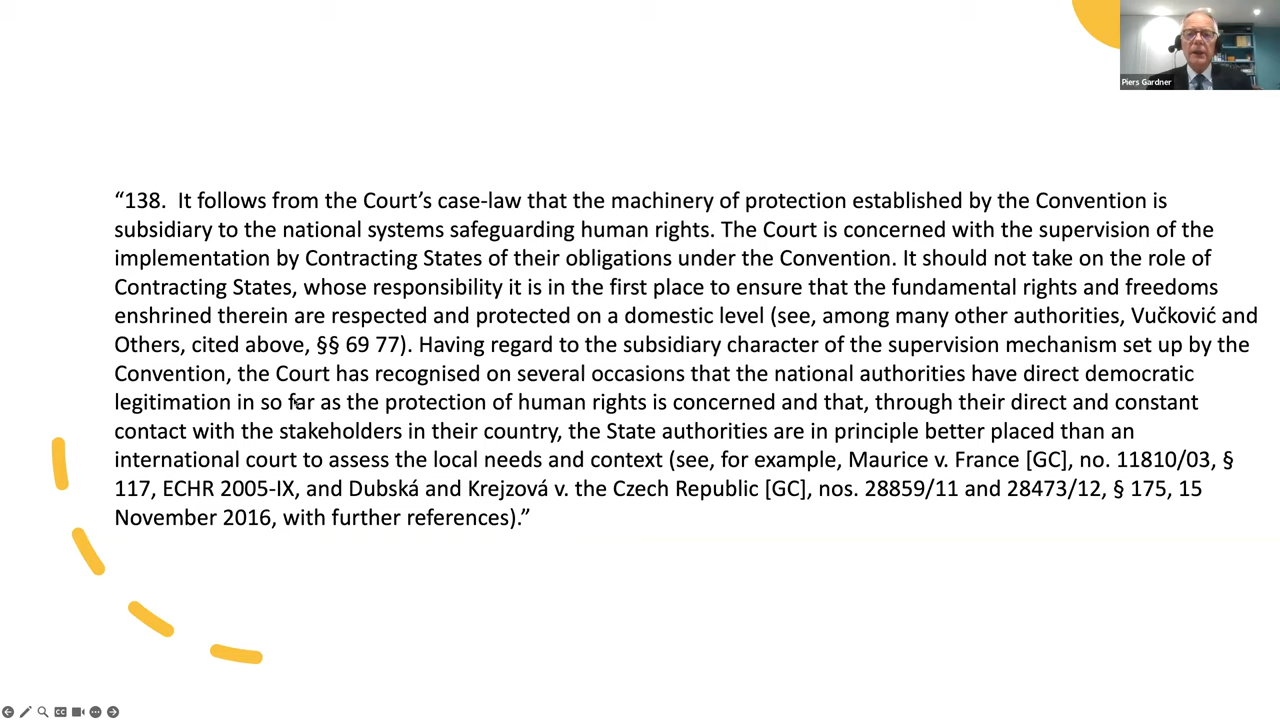 Piers Gardner
“138.  It follows from the Court’s case-law that the machinery of protection established by the Convention is
subsidiary to the national systems safeguarding human rights. The Court is concerned with the supervision of the
implementation by Contracting States of their obligations under the Convention. It should not take on the role of
Contracting States, whose responsibility it is in the first place to ensure that the fundamental rights and freedoms
enshrined therein are respected and protected on a domestic level (see, among many other authorities, Vučković and
Others, cited above, §§ 69 77). Having regard to the subsidiary character of the supervision mechanism set up by the
Convention, the Court has recognised on several occasions that the national authorities have direct democratic
legitimation in so far as the protection of human rights is concerned and that, through their direct and constant
contact with the stakeholders in their country, the State authorities are in principle better placed than an
international court to assess the local needs and context (see, for example, Maurice v. France [GC], no. 11810/03, §
117, ECHR 2005-IX, and Dubská and Krejzová v. the Czech Republic [GC], nos. 28859/11 and 28473/12, § 175, 15
November 2016, with further references).”